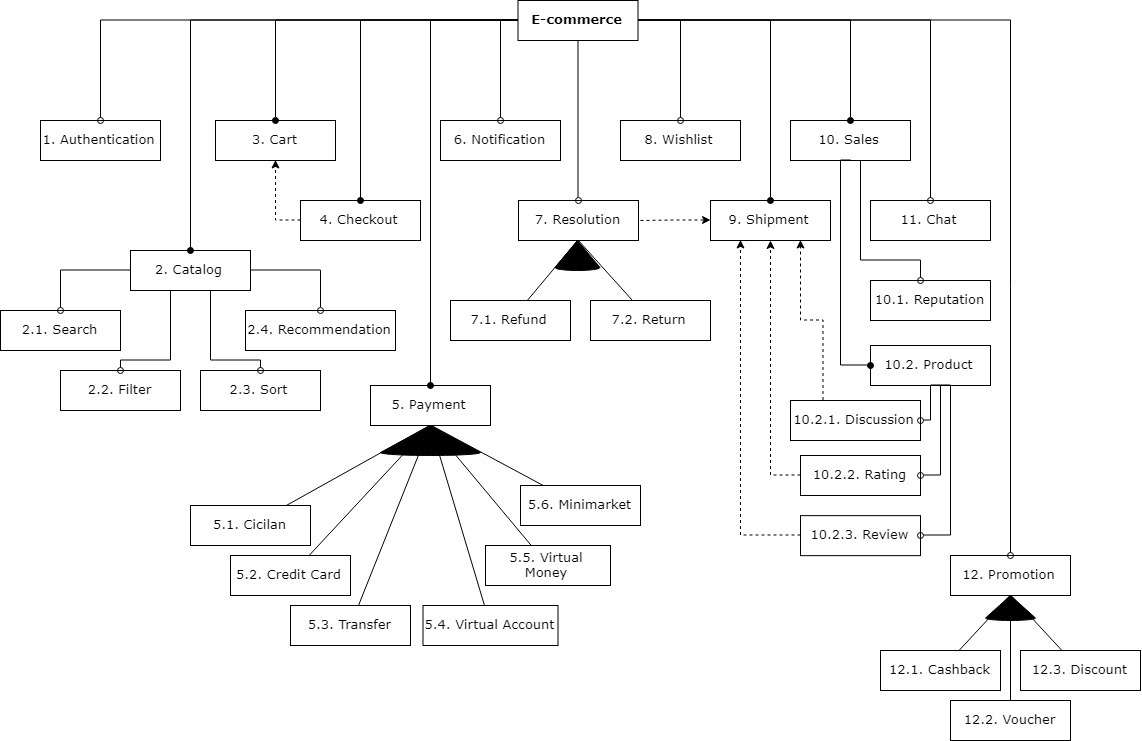 E-commerce
1. Authentication
3. Cart
6. Notification
8. Wishlist
10. Sales
4. Checkout
7. Resolution
9. Shipment
11. Chat
2. Catalog
10.1. Reputation
2.1. Search
2.4. Recommendation
7.1. Refund
7.2. Return
10.2. Product
2.2. Filter
2.3. Sort
5. Payment
10.2.1. Discussion
10.2.2. Rating
5.6. Minimarket
5.1. Cicilan
10.2.3. Review
5.5. Virtual
Money
5.2. Credit Card
12. Promotion
5.3. Transfer
5.4. Virtual Account
12.1. Cashback
12.3. Discount
12.2. Voucher